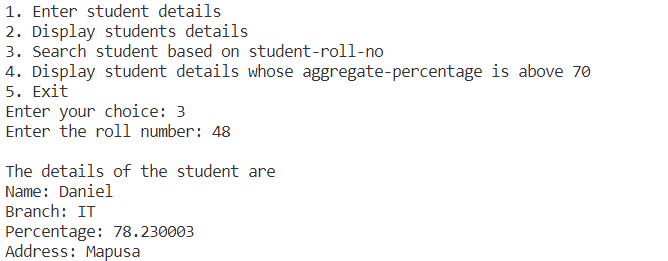 1. Enter student details
2. Display students details
3. Search student based on student-roll-no
4. Display student details whose aggregate-percentage is above 70
5. Exit
Enter your choice: 3
Enter the roll number: 48

The details of the student are
Name: Daniel
Branch: IT
Percentage: 78.230003
Address: Mapusa